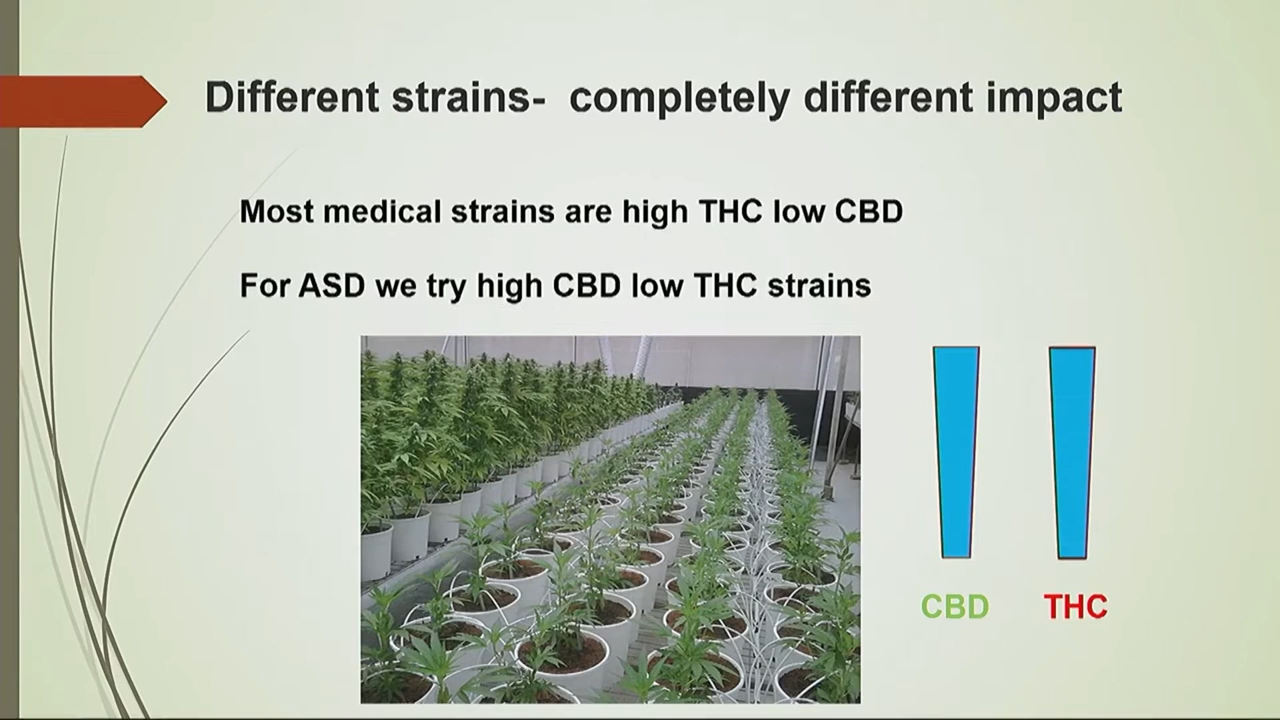 Different strains- completely different impact
Most medical strains are high THC low CBD
For ASD we try high CBD low THC strains
CBD THC